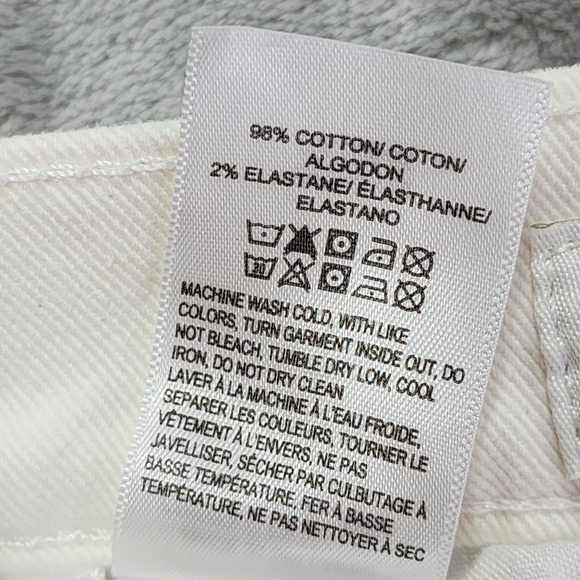 98% COTTON/ COTON/
ALGODON
2% ELASTANE/ ÉLASTHANNE/
ELASTANO
30
MACHINE WASH COLD, WITH LIKE
COLORS, TURN GARMENT INSIDE OUT, DO
NOT BLEACH, TUMBLE DRY LOW, COOL
IRON, DO NOT DRY CLEAN
LAVER À LA MACHINE À L'EAU FROIDE,
SEPARER LES COULEURS, TOURNER LE
VÊTEMENT À L'ENVERS, NE PAS
JAVELLISER, SÉCHER PAR CULBUTAGE À
BASSE TEMPÉRATURE, FER À BASSE
TEMPÉRATURE, NE PAS NETTOYER À SEC